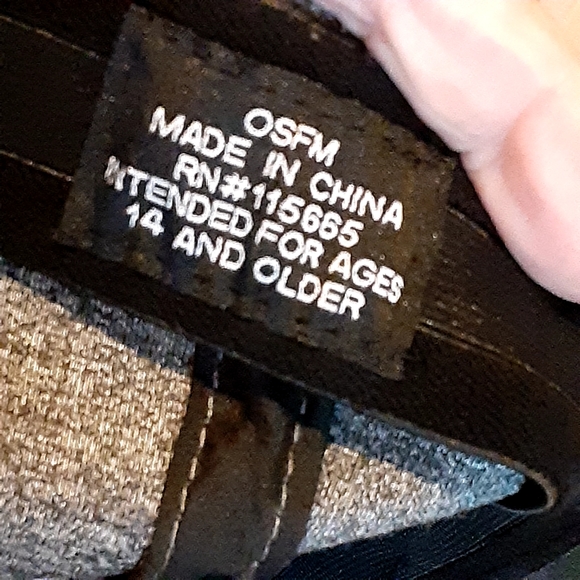 OSFM
MADE IN CHINA
RN#115665
INTENDED FOR AGES
14 AND OLDER